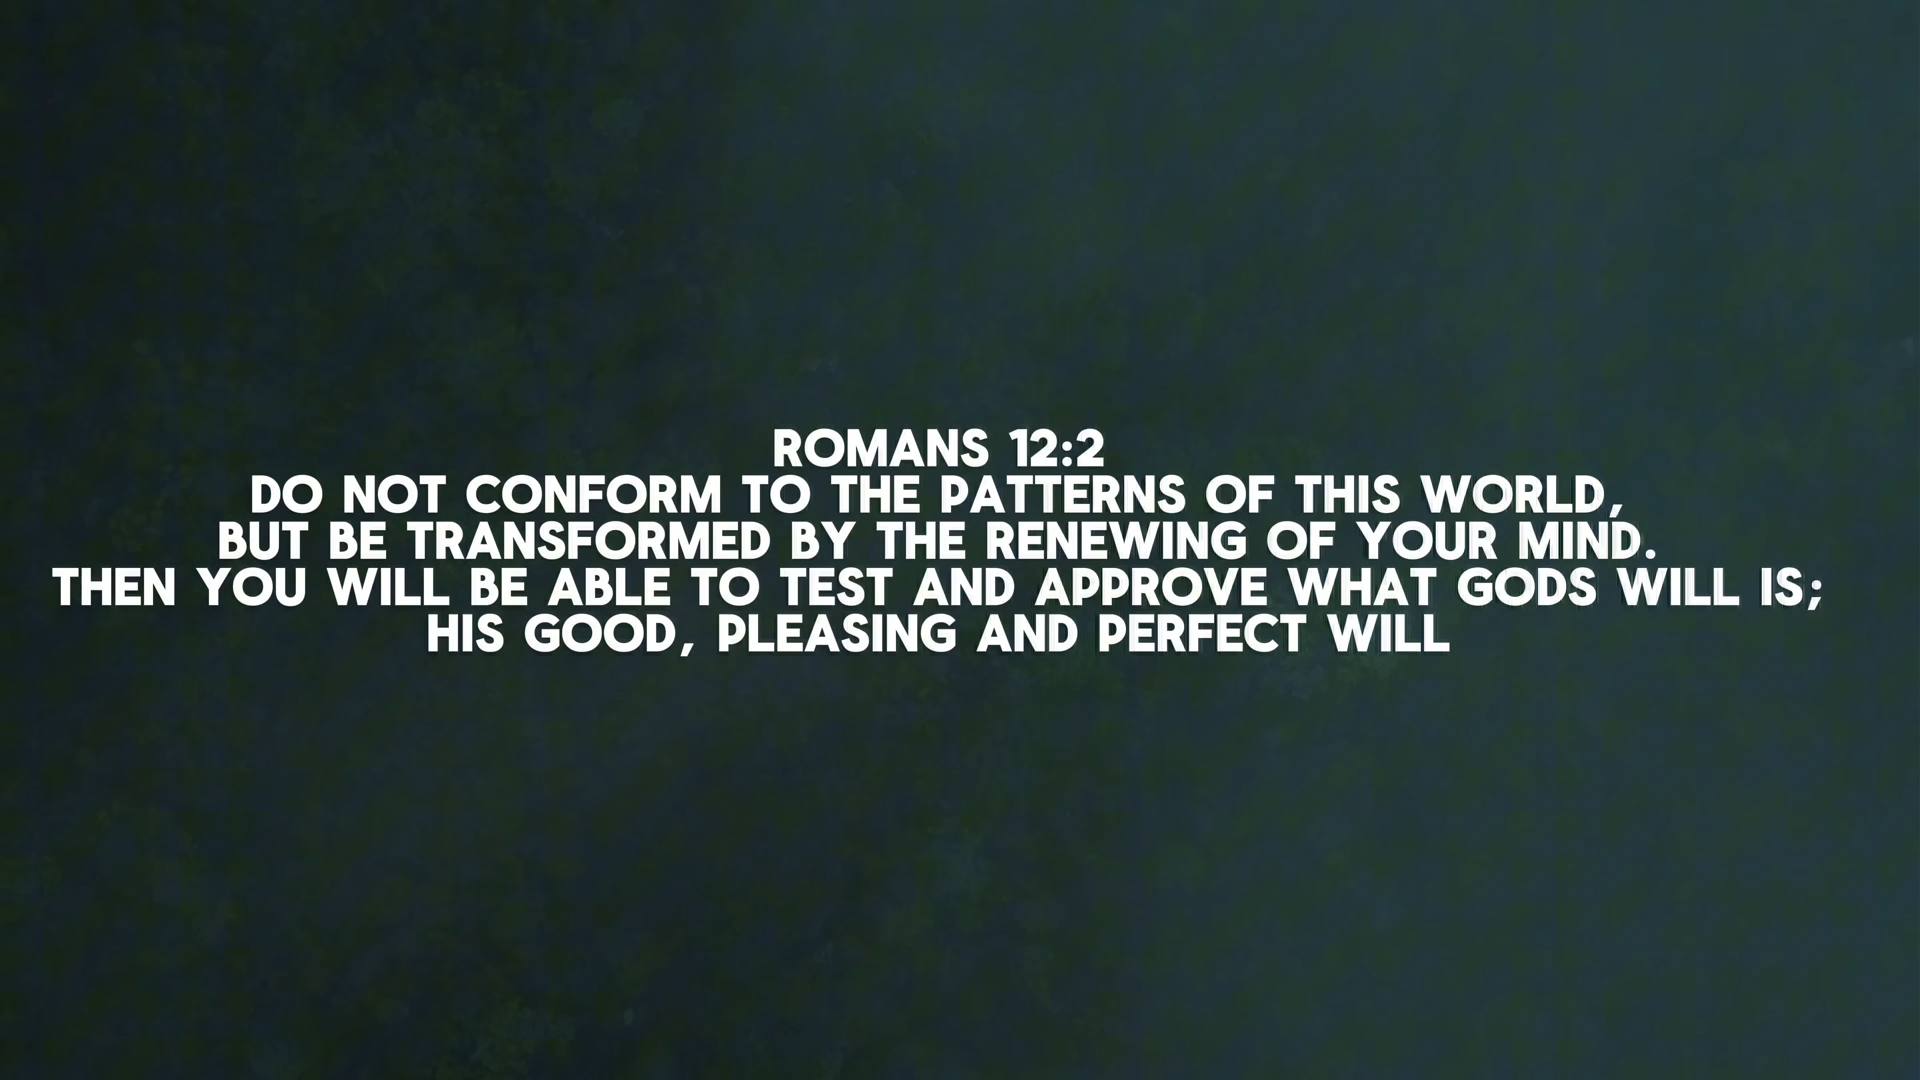 ROMANS 12:2
DO NOT CONFORM TO THE PATTERNS OF THIS WORLD,
BUT BE TRANSFORMED BY THE RENEWING OF YOUR MIND.
THEN YOU WILL BE ABLE TO TEST AND APPROVE WHAT GODS WILL IS;
HIS GOOD, PLEASING AND PERFECT WILL